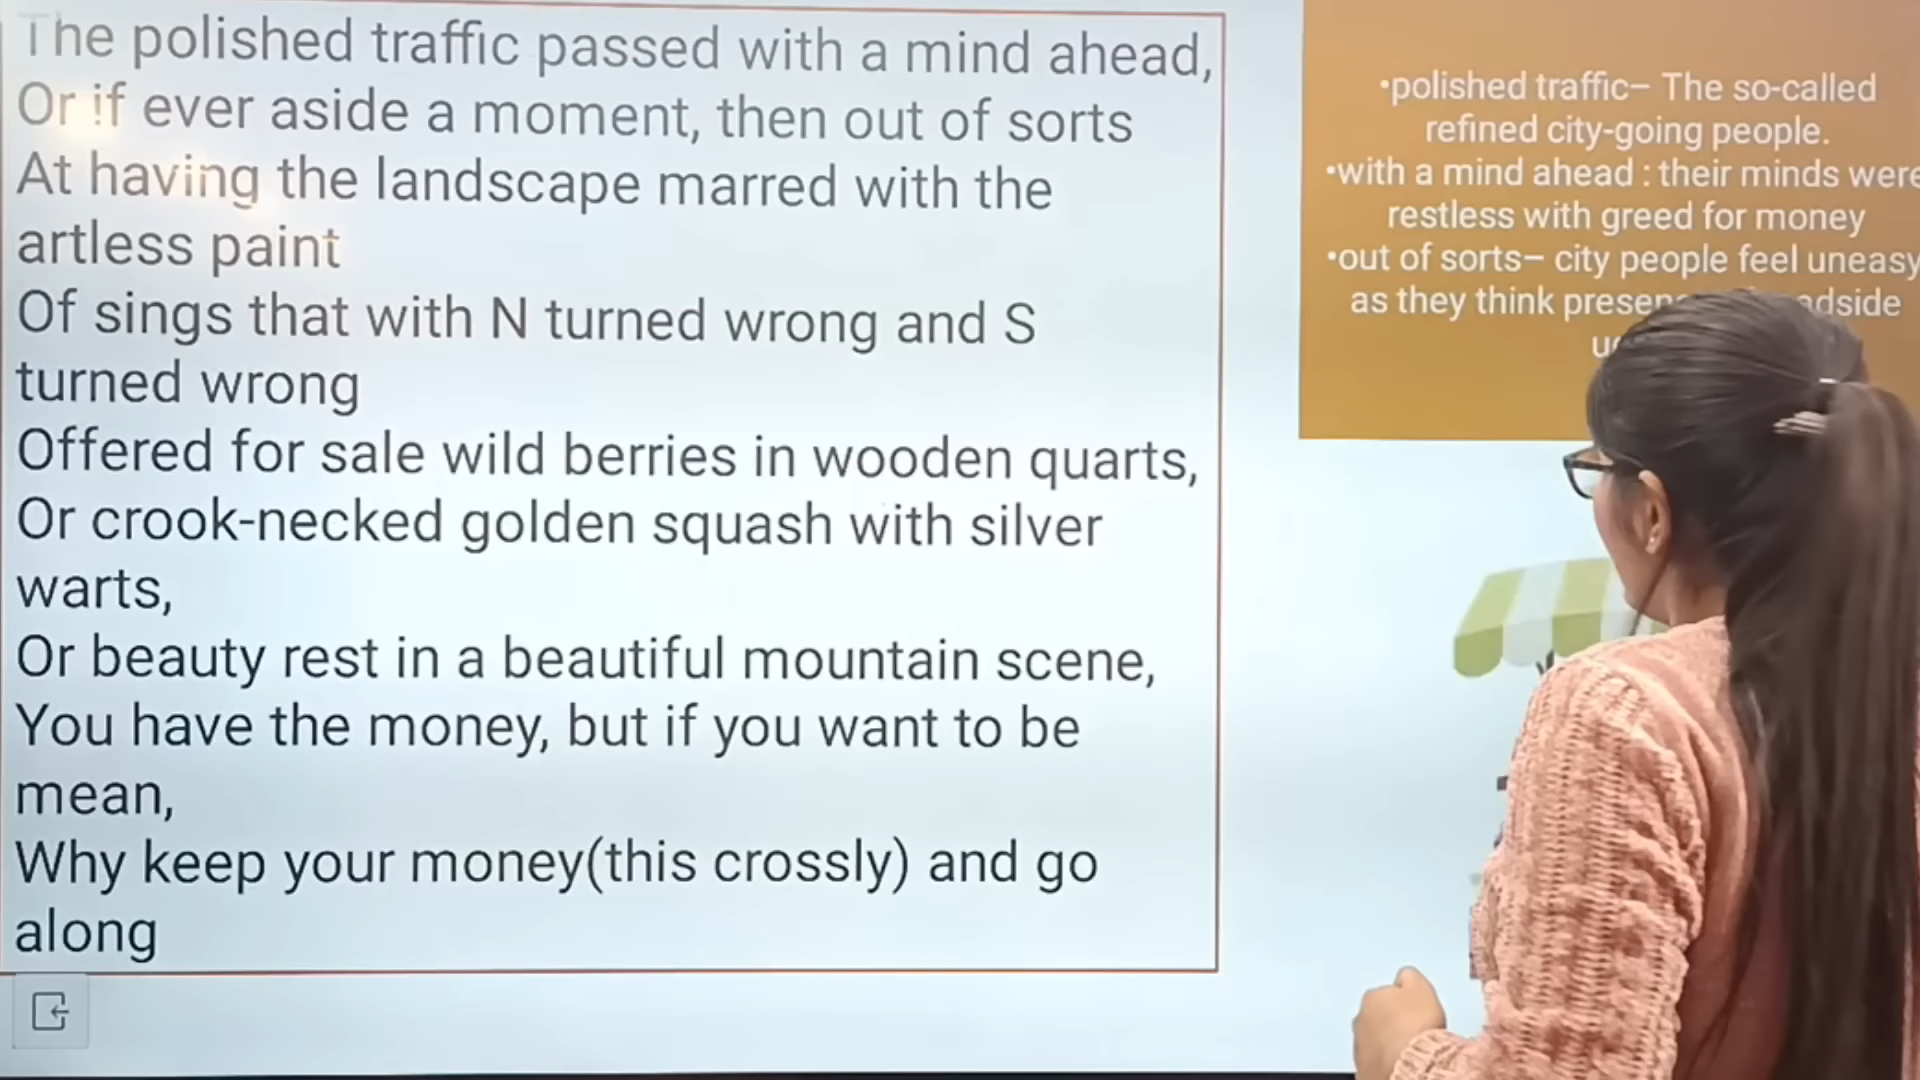 The polished traffic passed with a mind ahead,
Or if ever aside a moment, then out of sorts
At having the landscape marred with the
artless paint
Of sings that with N turned wrong and S
turned wrong
Offered for sale wild berries in wooden quarts,
Or crook-necked golden squash with silver
warts,
Or beauty rest in a beautiful mountain scene,
You have the money, but if you want to be
mean,
Why keep your money(this crossly) and go
along
•polished traffic– The so-called
refined city-going people.
•with a mind ahead : their minds were
restless with greed for money
•out of sorts– city people feel uneasy
as they think